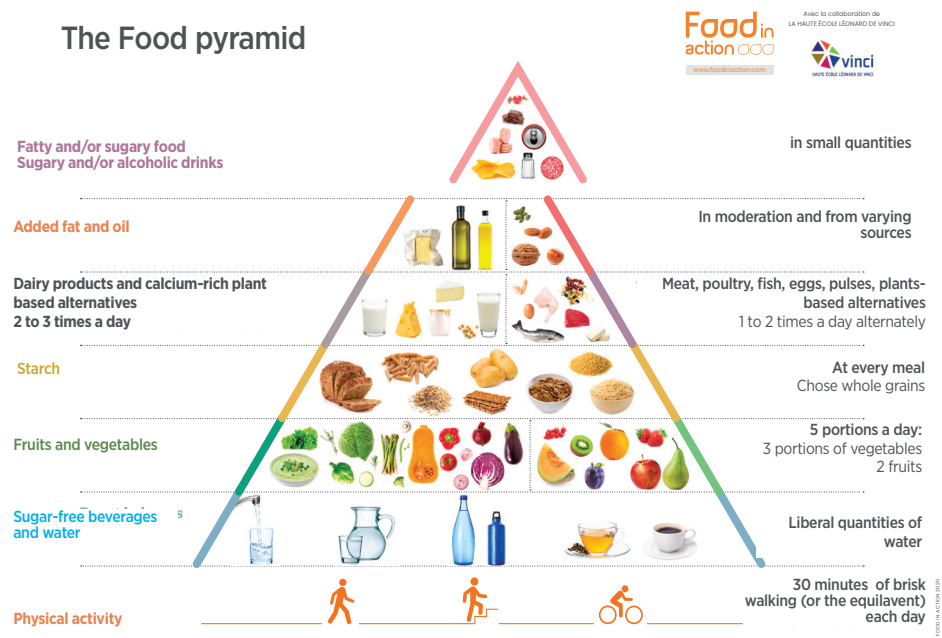 The Food pyramid
Food in
action
www.foodinaction.com
Avec la collaboration de
LA HAUTE ÉCOLE LÉONARD DE VINCI
vinci
HAUTE ÉCOLE LÉONARD DE VINCI
Fatty and/or sugary food
Sugary and/or alcoholic drinks
in small quantities
Added fat and oil
In moderation and from varying
sources
Dairy products and calcium-rich plant
based alternatives
2 to 3 times a day
Meat, poultry, fish, eggs, pulses, plants-
based alternatives
1 to 2 times a day alternately
Starch
At every meal
Chose whole grains
Fruits and vegetables
5 portions a day:
3 portions of vegetables
2 fruits
Sugar-free beverages
and water
s
Liberal quantities of
water
Physical activity
30 minutes of brisk
walking (or the equilavent)
each day
FOOD IN ACTION 2020